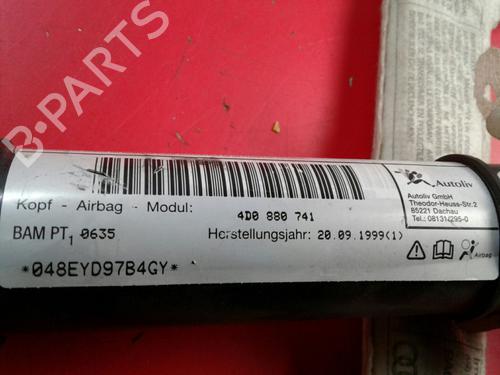 B-Parts
Autoliv
Autoliv GmbH
Theodor-Heuss-Str.2
85221 Dachau
Tel.: 08131/295-0
Kopf - Airbag - Modul: 4D0 880 741
BAM PT1 0635 Herstellungsjahr: 20.09.1999(1)
*048EYD97B4GY*
Airbag